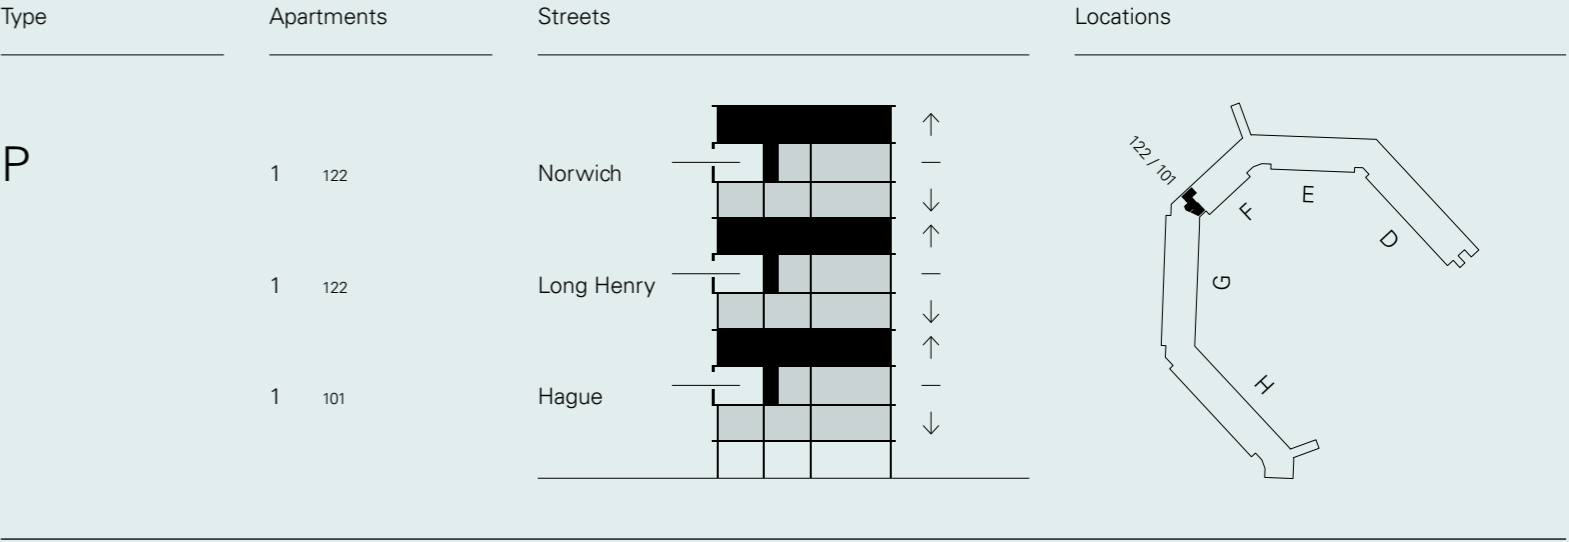 Type Apartments Streets Locations
P
1 122 Norwich
1 122 Long Henry
1 101 Hague
122 / 101
F
E
D
G
H